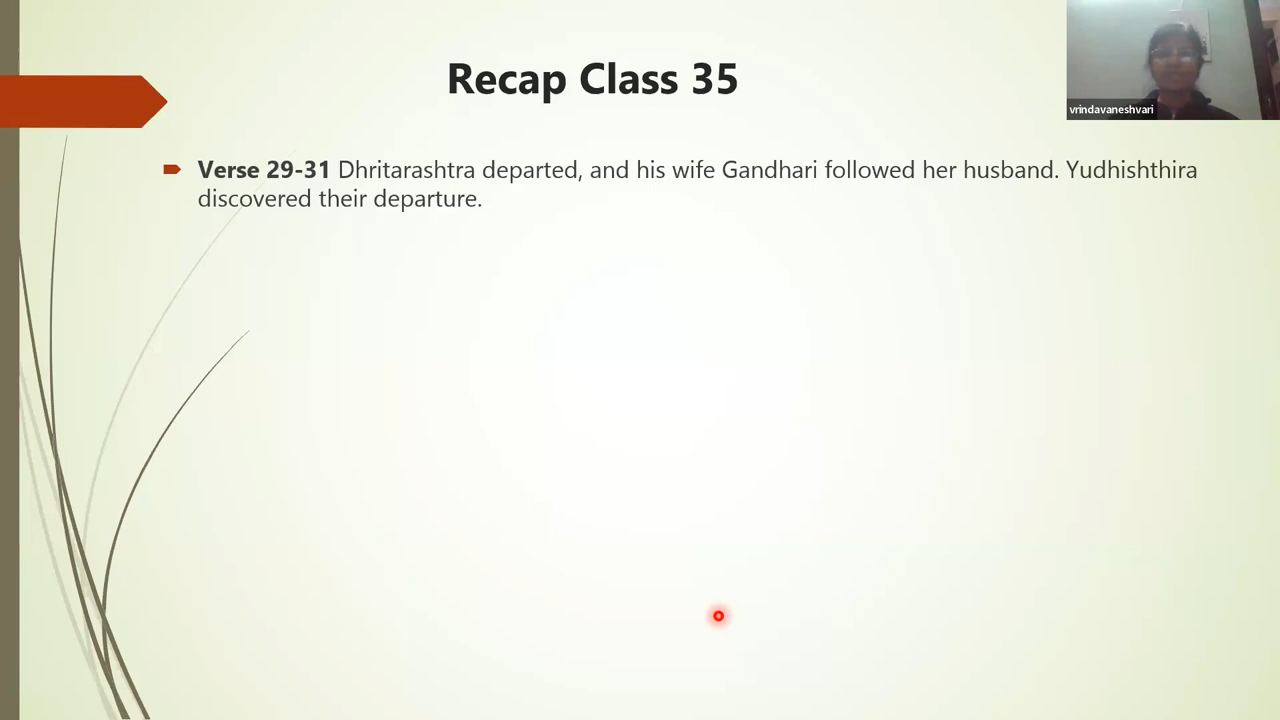 Recap Class 35
vrindavaneshvari
Verse 29-31 Dhritarashtra departed, and his wife Gandhari followed her husband. Yudhishthira
discovered their departure.